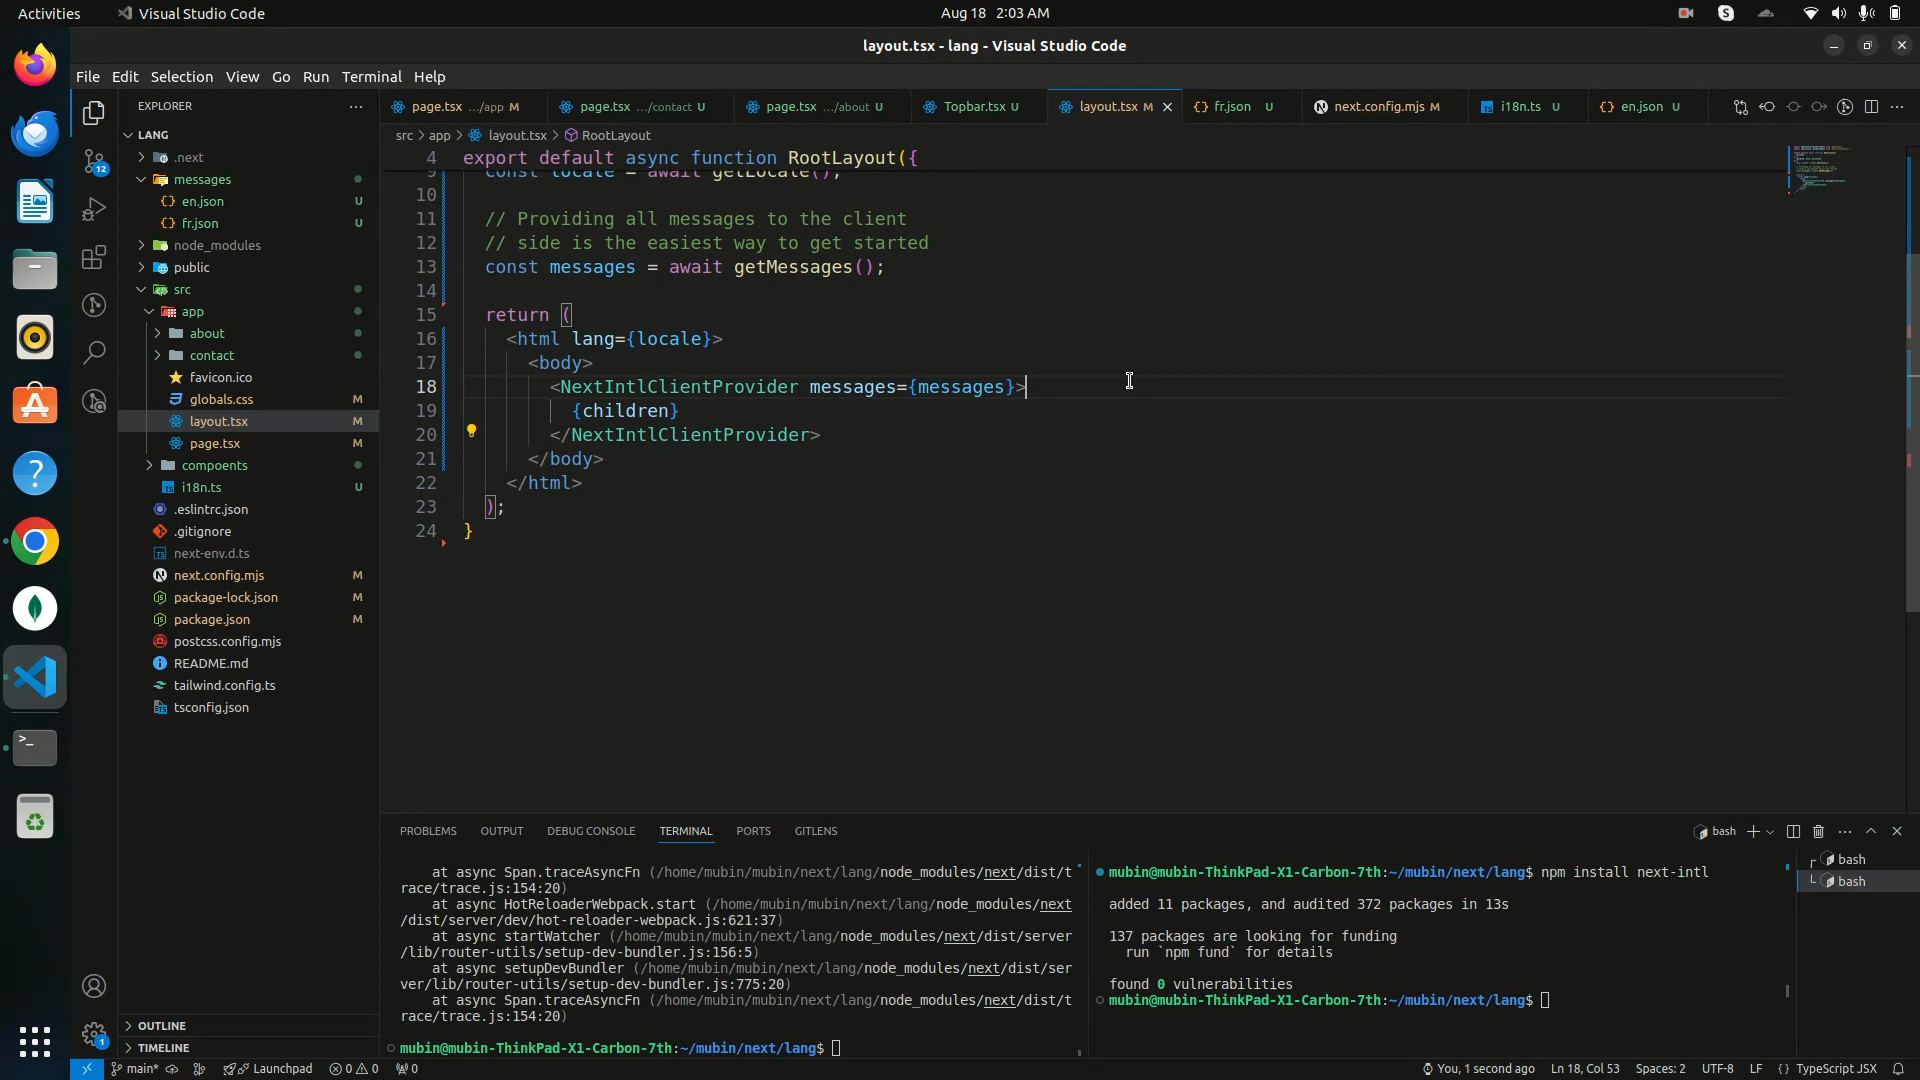 Activities
Visual Studio Code
Aug 18 2:03 AM
layout.tsx - lang - Visual Studio Code
File Edit Selection View Go Run Terminal Help
EXPLORER
LANG
.next
messages
en.json U
fr.json U
node_modules
public
src
app
about
contact
favicon.ico
globals.css M
layout.tsx M
page.tsx M
compoents
i18n.ts U
.eslintrc.json
.gitignore
next-env.d.ts
next.config.mjs M
package-lock.json M
package.json M
postcss.config.mjs
README.md
tailwind.config.ts
tsconfig.json
OUTLINE
TIMELINE
page.tsx .../app M
page.tsx .../contact U
page.tsx .../about U
Topbar.tsx U
layout.tsx M
fr.json U
next.config.mjs M
i18n.ts U
en.json U
src > app > layout.tsx > RootLayout
4 export default async function RootLayout({
9 const locale = await getLocale();
10
11 // Providing all messages to the client
12 // side is the easiest way to get started
13 const messages = await getMessages();
14
15 return (
16 <html lang={locale}>
17 <body>
18 <NextIntlClientProvider messages={messages}>
19 {children}
20 </NextIntlClientProvider>
21 </body>
22 </html>
23 );
24 }
PROBLEMS OUTPUT DEBUG CONSOLE TERMINAL PORTS GITLENS
bash
at async Span.traceAsyncFn (/home/mubin/mubin/next/lang/node_modules/next/dist/t
race/trace.js:154:20)
at async HotReloaderWebpack.start (/home/mubin/mubin/next/lang/node_modules/next
/dist/server/dev/hot-reloader-webpack.js:621:37)
at async startWatcher (/home/mubin/mubin/next/lang/node_modules/next/dist/server
/lib/router-utils/setup-dev-bundler.js:156:5)
at async setupDevBundler (/home/mubin/mubin/next/lang/node_modules/next/dist/ser
ver/lib/router-utils/setup-dev-bundler.js:775:20)
at async Span.traceAsyncFn (/home/mubin/mubin/next/lang/node_modules/next/dist/t
race/trace.js:154:20)
mubin@mubin-ThinkPad-X1-Carbon-7th:~/mubin/next/lang$
mubin@mubin-ThinkPad-X1-Carbon-7th:~/mubin/next/lang$ npm install next-intl
added 11 packages, and audited 372 packages in 13s
137 packages are looking for funding
run `npm fund` for details
found 0 vulnerabilities
mubin@mubin-ThinkPad-X1-Carbon-7th:~/mubin/next/lang$
bash
bash
12
1
main*
Launchpad
0 0
0
You, 1 second ago
Ln 18, Col 53
Spaces: 2
UTF-8
LF
{ } TypeScript JSX